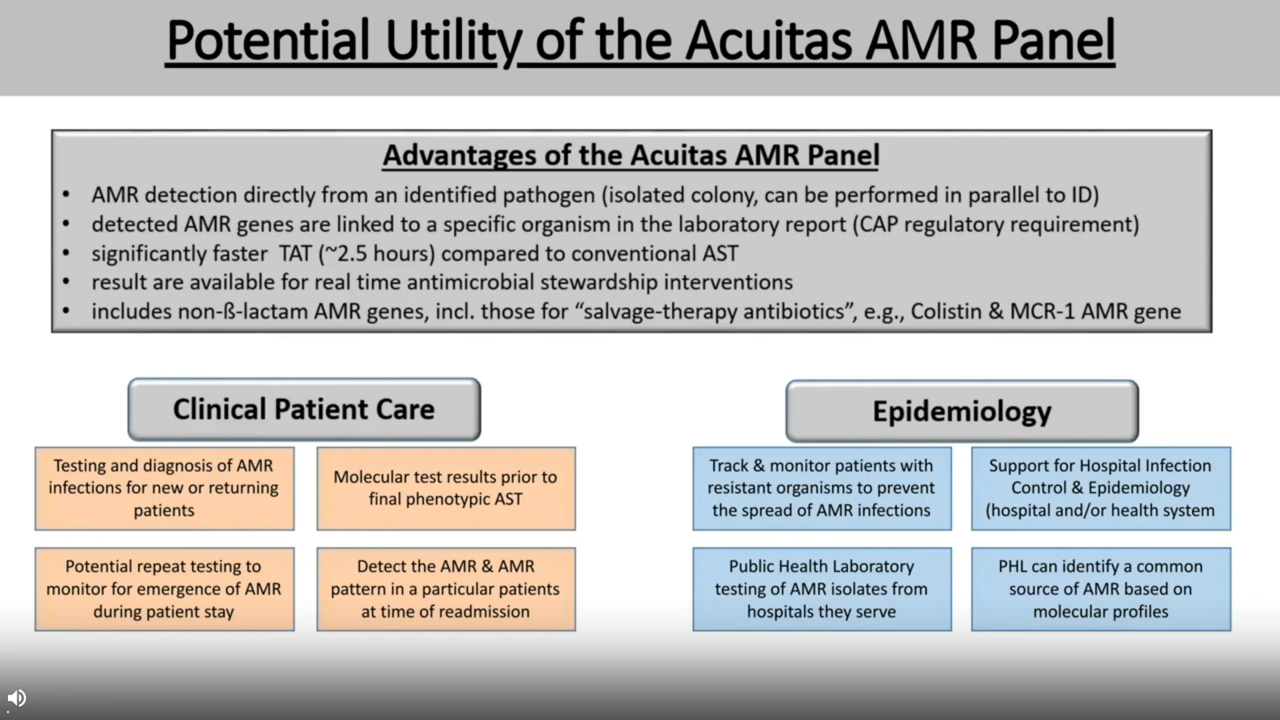 Potential Utility of the Acuitas AMR Panel
Advantages of the Acuitas AMR Panel
• AMR detection directly from an identified pathogen (isolated colony, can be performed in parallel to ID)
• detected AMR genes are linked to a specific organism in the laboratory report (CAP regulatory requirement)
• significantly faster  TAT (~2.5 hours) compared to conventional AST
• result are available for real time antimicrobial stewardship interventions
• includes non-ß-lactam AMR genes, incl. those for “salvage-therapy antibiotics”, e.g., Colistin & MCR-1 AMR gene
Clinical Patient Care
Testing and diagnosis of AMR
infections for new or returning
patients
Molecular test results prior to
final phenotypic AST
Potential repeat testing to
monitor for emergence of AMR
during patient stay
Detect the AMR & AMR
pattern in a particular patients
at time of readmission
Epidemiology
Track & monitor patients with
resistant organisms to prevent
the spread of AMR infections
Support for Hospital Infection
Control & Epidemiology
(hospital and/or health system
Public Health Laboratory
testing of AMR isolates from
hospitals they serve
PHL can identify a common
source of AMR based on
molecular profiles